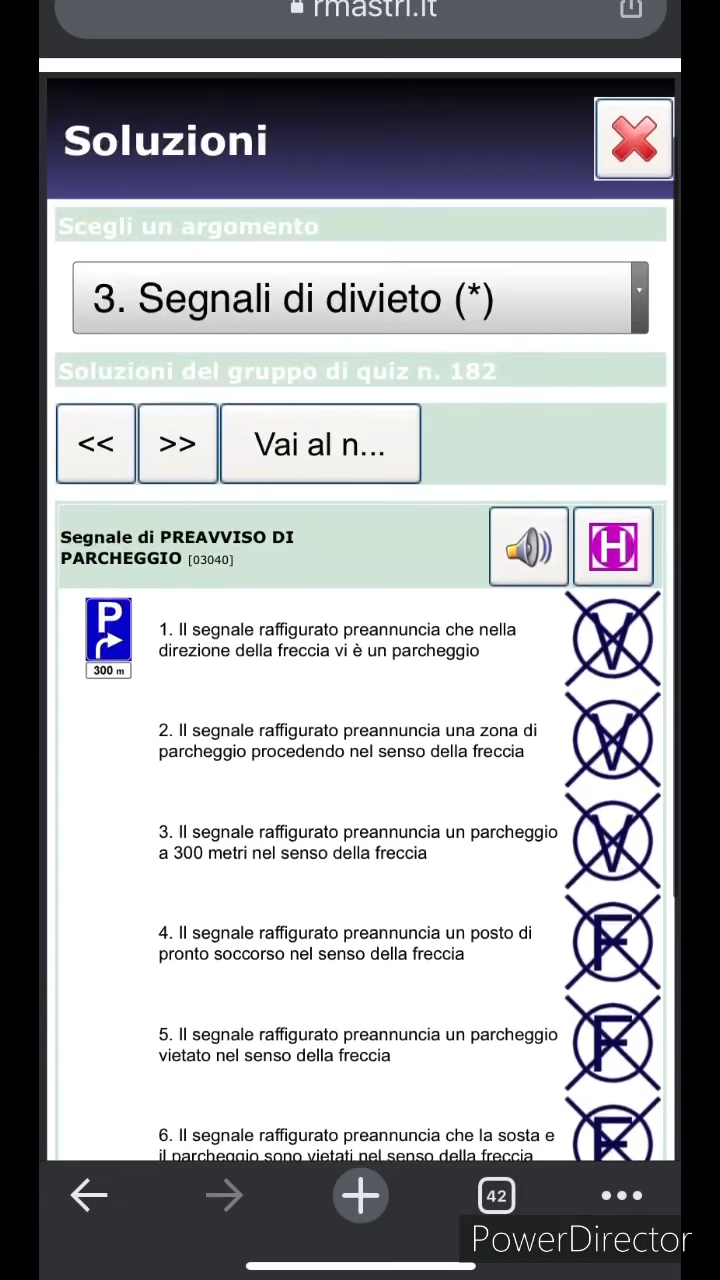 rmastri.it
Soluzioni
Scegli un argomento
3. Segnali di divieto (*)
Soluzioni del gruppo di quiz n. 182
<< >> Vai al n...
Segnale di PREAVVISO DI
PARCHEGGIO [03040]
H
P
300 m
1. Il segnale raffigurato preannuncia che nella
direzione della freccia vi è un parcheggio
V
2. Il segnale raffigurato preannuncia una zona di
parcheggio procedendo nel senso della freccia
V
3. Il segnale raffigurato preannuncia un parcheggio
a 300 metri nel senso della freccia
V
4. Il segnale raffigurato preannuncia un posto di
pronto soccorso nel senso della freccia
F
5. Il segnale raffigurato preannuncia un parcheggio
vietato nel senso della freccia
F
6. Il segnale raffigurato preannuncia che la sosta e
il parcheggio sono vietati nel senso della freccia
F
42
PowerDirector